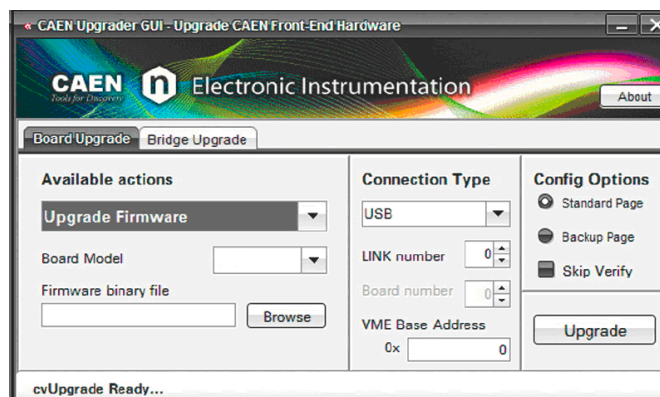 CAEN Upgrader GUI - Upgrade CAEN Front-End Hardware
CAEN n Electronic Instrumentation
Tools for Discovery
About
Board Upgrade Bridge Upgrade
Available actions
Upgrade Firmware
Board Model
Firmware binary file
Browse
Connection Type
USB
LINK number 0
Board number 0
VME Base Address
0x 0
Config Options
Standard Page
Backup Page
Skip Verify
Upgrade
cvUpgrade Ready...